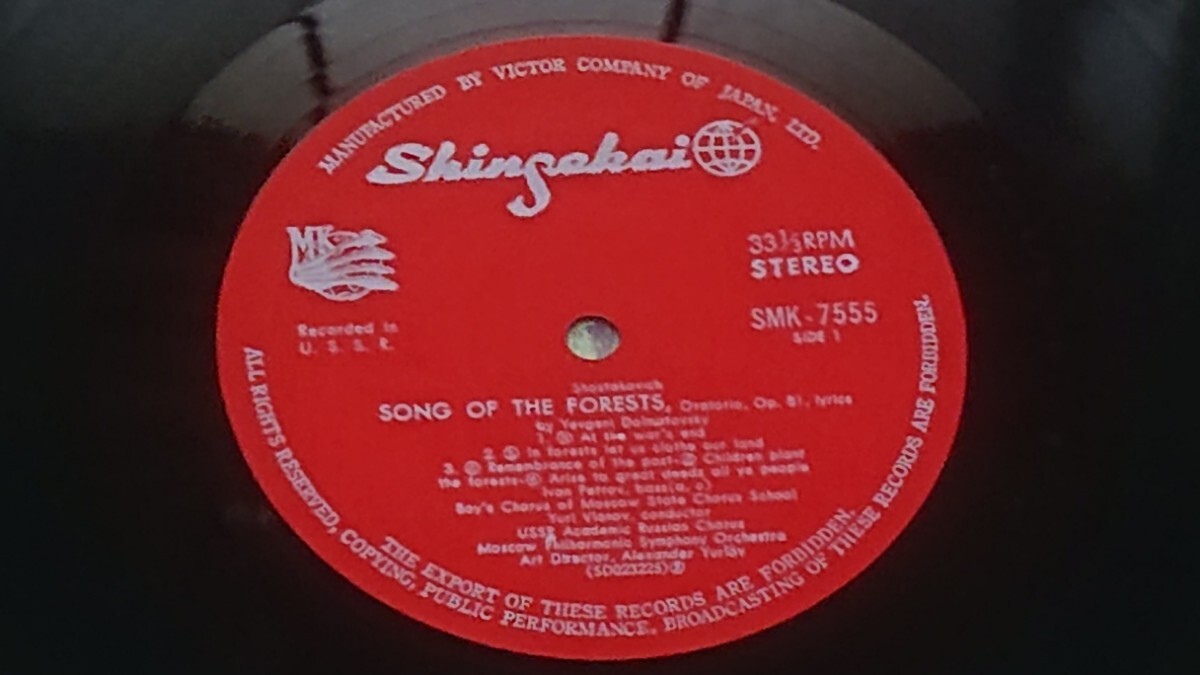 MANUFACTURED BY VICTOR COMPANY OF JAPAN, LTD.
Shinsekai
MK
33⅓RPM
STEREO
Recorded in
U. S. S. R.
SMK-7555
SIDE 1
Shostakovich
SONG OF THE FORESTS, Oratorio, Op. 81, lyrics
by Yevgeni Dolmatovsky
1. At the war's end
2. In forests let us clothe our land
3. Remembrance of the past- Children plant
the forests- Arise to great deeds all ye people
Ivan Petrov, bass
Boy's Chorus of Moscow State Chorus School
Yuri conductor
USSR Academic Russian Chorus
Moscow Philharmonic Symphony Orchestra
Art Director, Alexander Yurlov
(SD023225)Ⓟ
THE EXPORT OF THESE RECORDS ARE FORBIDDEN.
ALL RIGHTS RESERVED, COPYING, PUBLIC PERFORMANCE, BROADCASTING OF THESE RECORDS ARE FORBIDDEN.